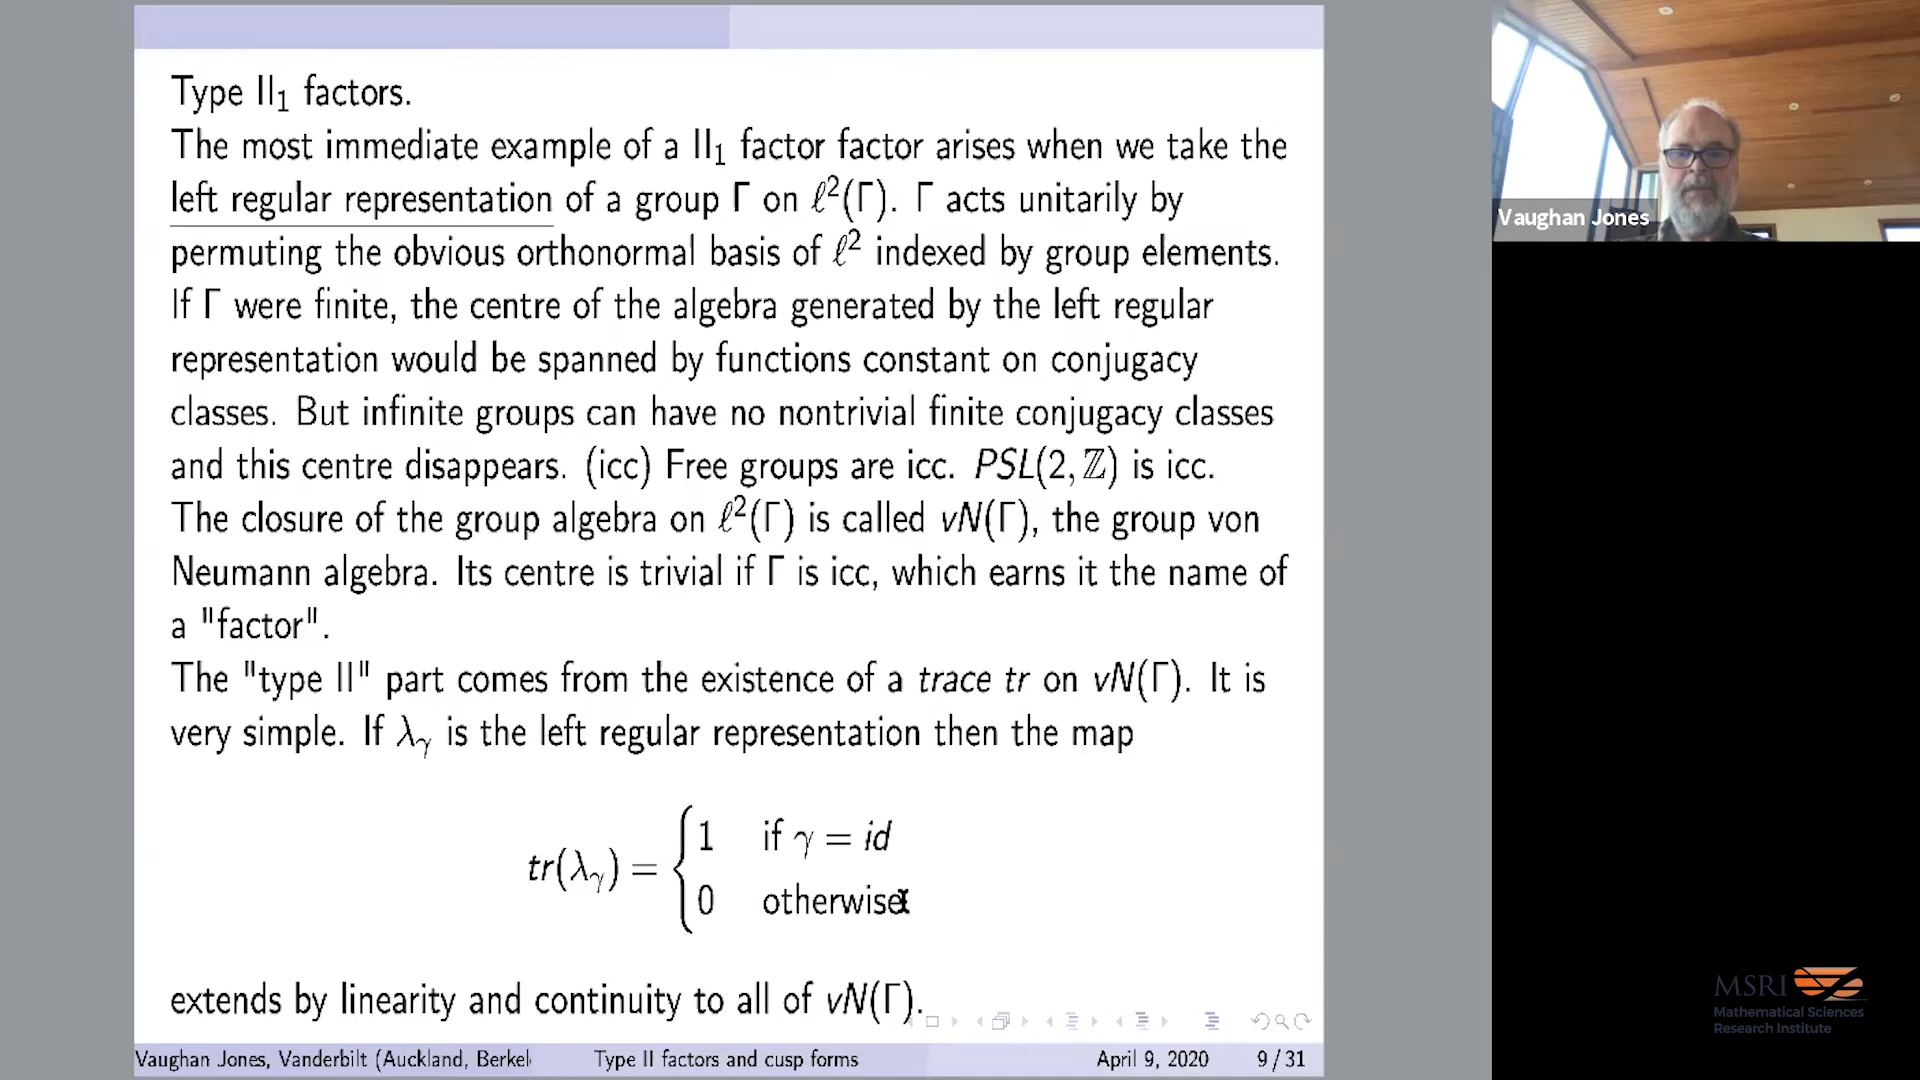 Type II₁ factors.
The most immediate example of a II₁ factor factor arises when we take the
left regular representation of a group Γ on ℓ²(Γ). Γ acts unitarily by
permuting the obvious orthonormal basis of ℓ² indexed by group elements.
If Γ were finite, the centre of the algebra generated by the left regular
representation would be spanned by functions constant on conjugacy
classes. But infinite groups can have no nontrivial finite conjugacy classes
and this centre disappears. (icc) Free groups are icc. PSL(2, ℤ) is icc.
The closure of the group algebra on ℓ²(Γ) is called vN(Γ), the group von
Neumann algebra. Its centre is trivial if Γ is icc, which earns it the name of
a "factor".
The "type II" part comes from the existence of a trace tr on vN(Γ). It is
very simple. If λ_γ is the left regular representation then the map
tr(λ_γ) = { 1 if γ = id
0 otherwise
extends by linearity and continuity to all of vN(Γ).
Vaughan Jones, Vanderbilt (Auckland, Berkel
Type II factors and cusp forms
April 9, 2020
9 / 31
Vaughan Jones
MSRI
Mathematical Sciences
Research Institute